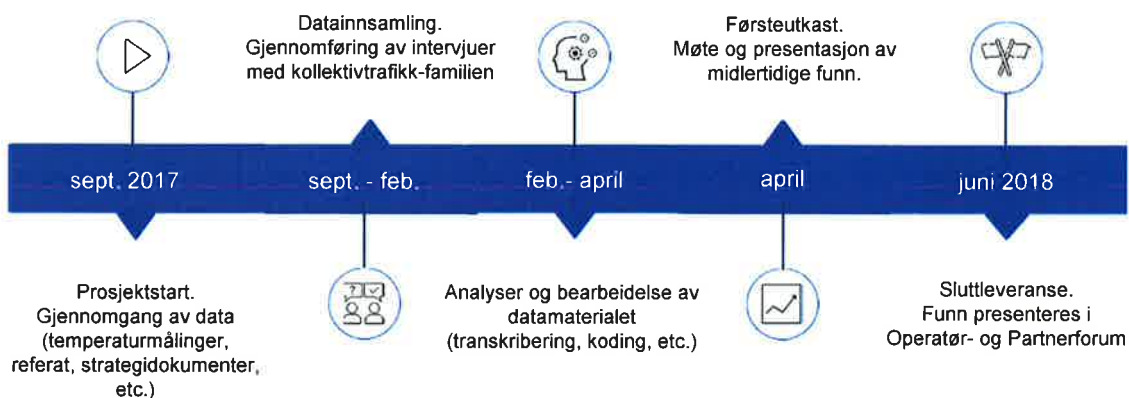 Datainnsamling.
Gjennomføring av intervjuer
med kollektivtrafikk-familien
Førsteutkast.
Møte og presentasjon av
midlertidige funn.
sept. 2017
sept. - feb.
feb.- april
april
juni 2018
Prosjektstart.
Gjennomgang av data
(temperaturmålinger,
referat, strategidokumenter,
etc.)
Analyser og bearbeidelse av
datamaterialet
(transkribering, koding, etc.)
Sluttleveranse.
Funn presenteres i
Operatør- og Partnerforum